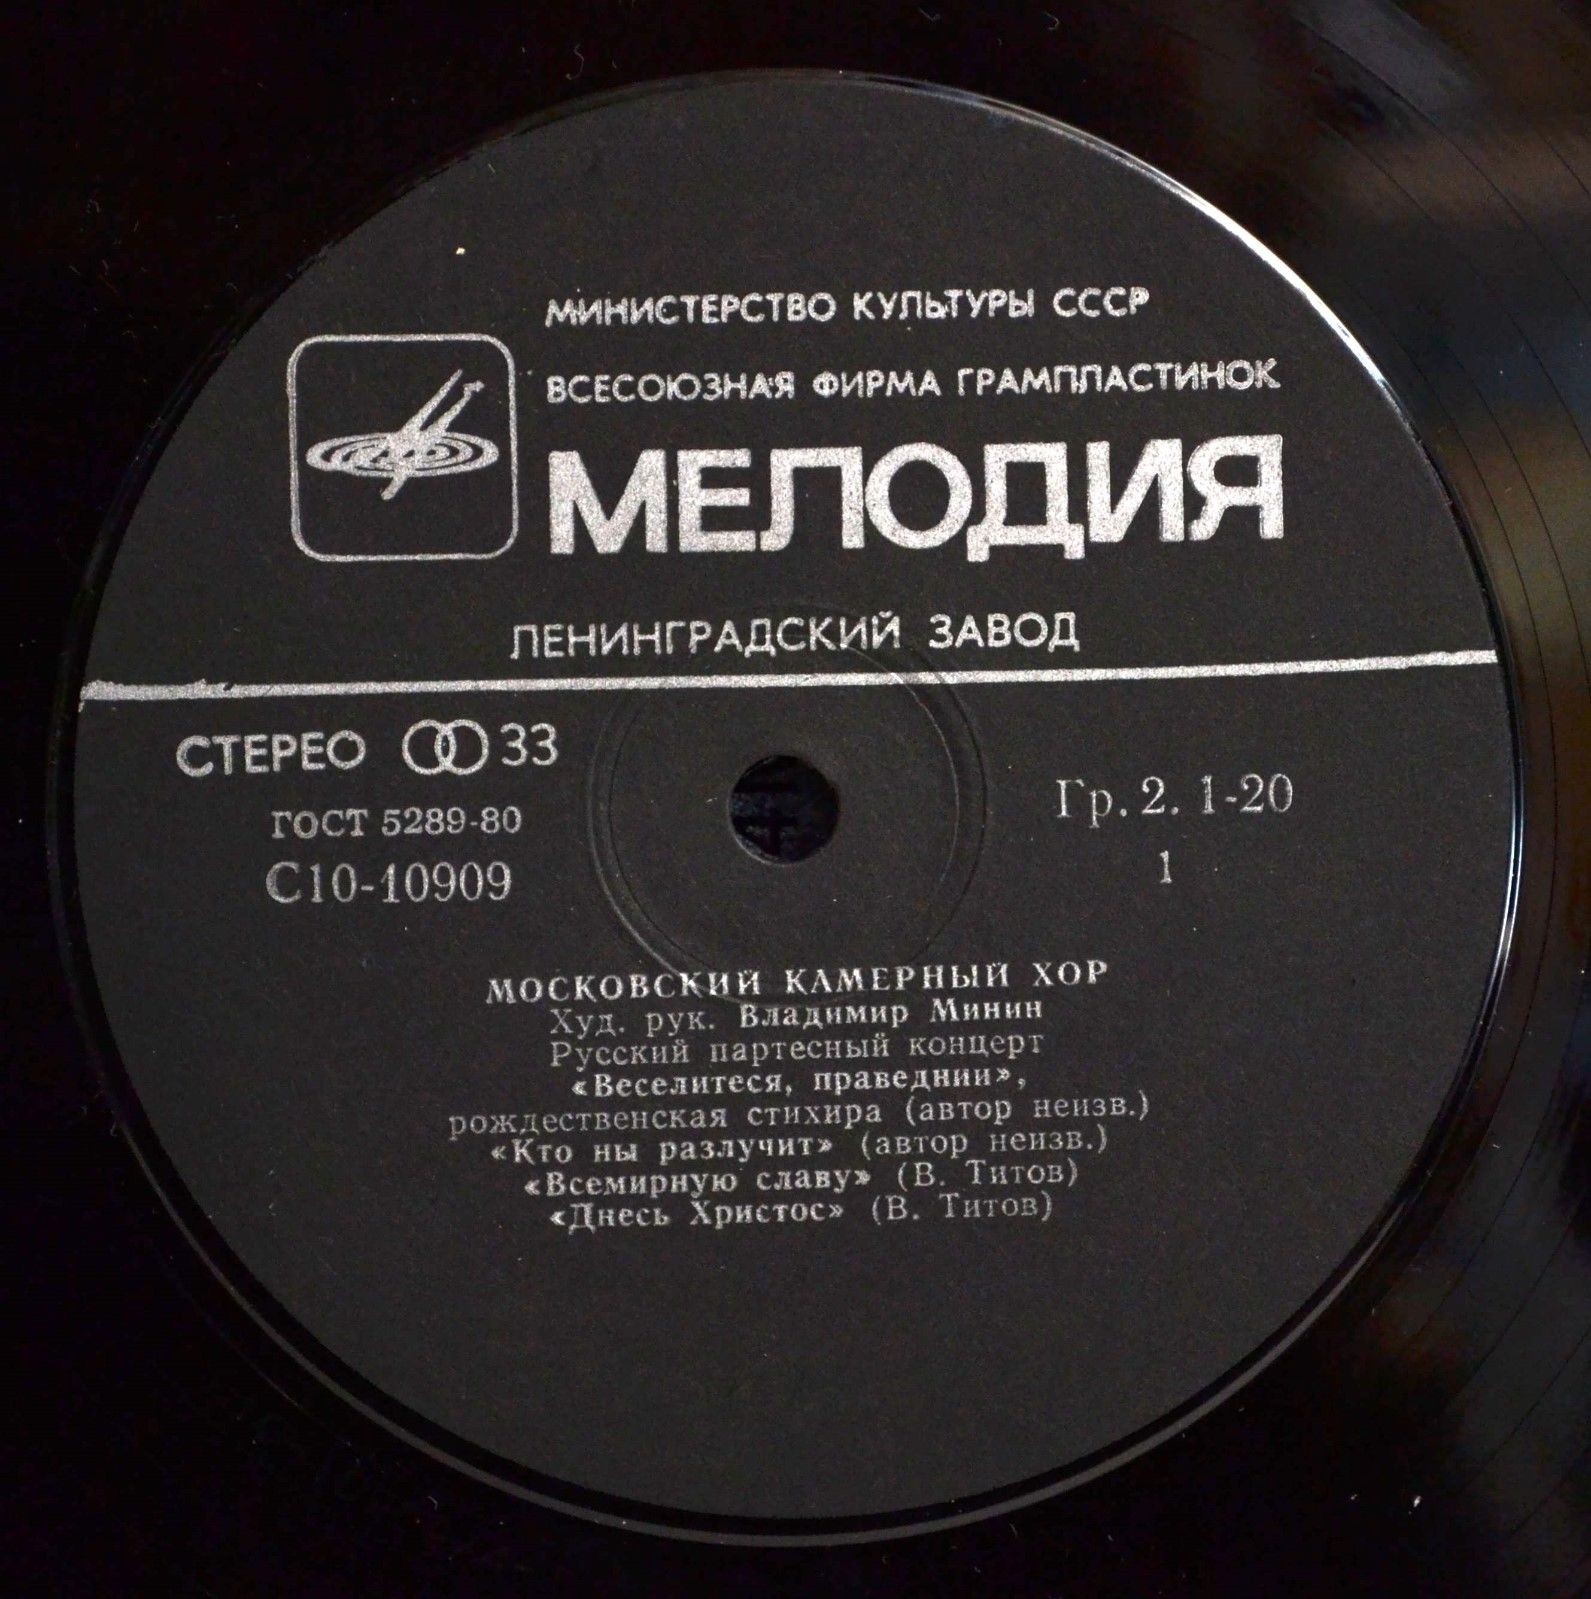 МИНИСТЕРСТВО КУЛЬТУРЫ СССР
ВСЕСОЮЗНАЯ ФИРМА ГРАМПЛАСТИНОК
МЕЛОДИЯ
ЛЕНИНГРАДСКИЙ ЗАВОД
СТЕРЕО 33
ГОСТ 5289-80
С10-10909
Гр. 2. 1-20
1
МОСКОВСКИЙ КАМЕРНЫЙ ХОР
Худ. рук. Владимир Минин
Русский партесный концерт
«Веселитеся, праведнии»,
рождественская стихира (автор неизв.)
«Кто ны разлучит» (автор неизв.)
«Всемирную славу» (В. Титов)
«Днесь Христос» (В. Титов)